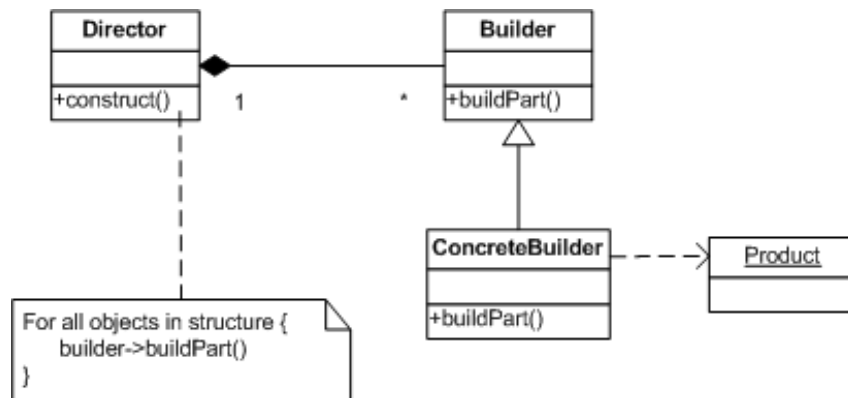 Director
Builder
+construct()
1
*
+buildPart()
ConcreteBuilder
+buildPart()
Product
For all objects in structure {
builder->buildPart()
}